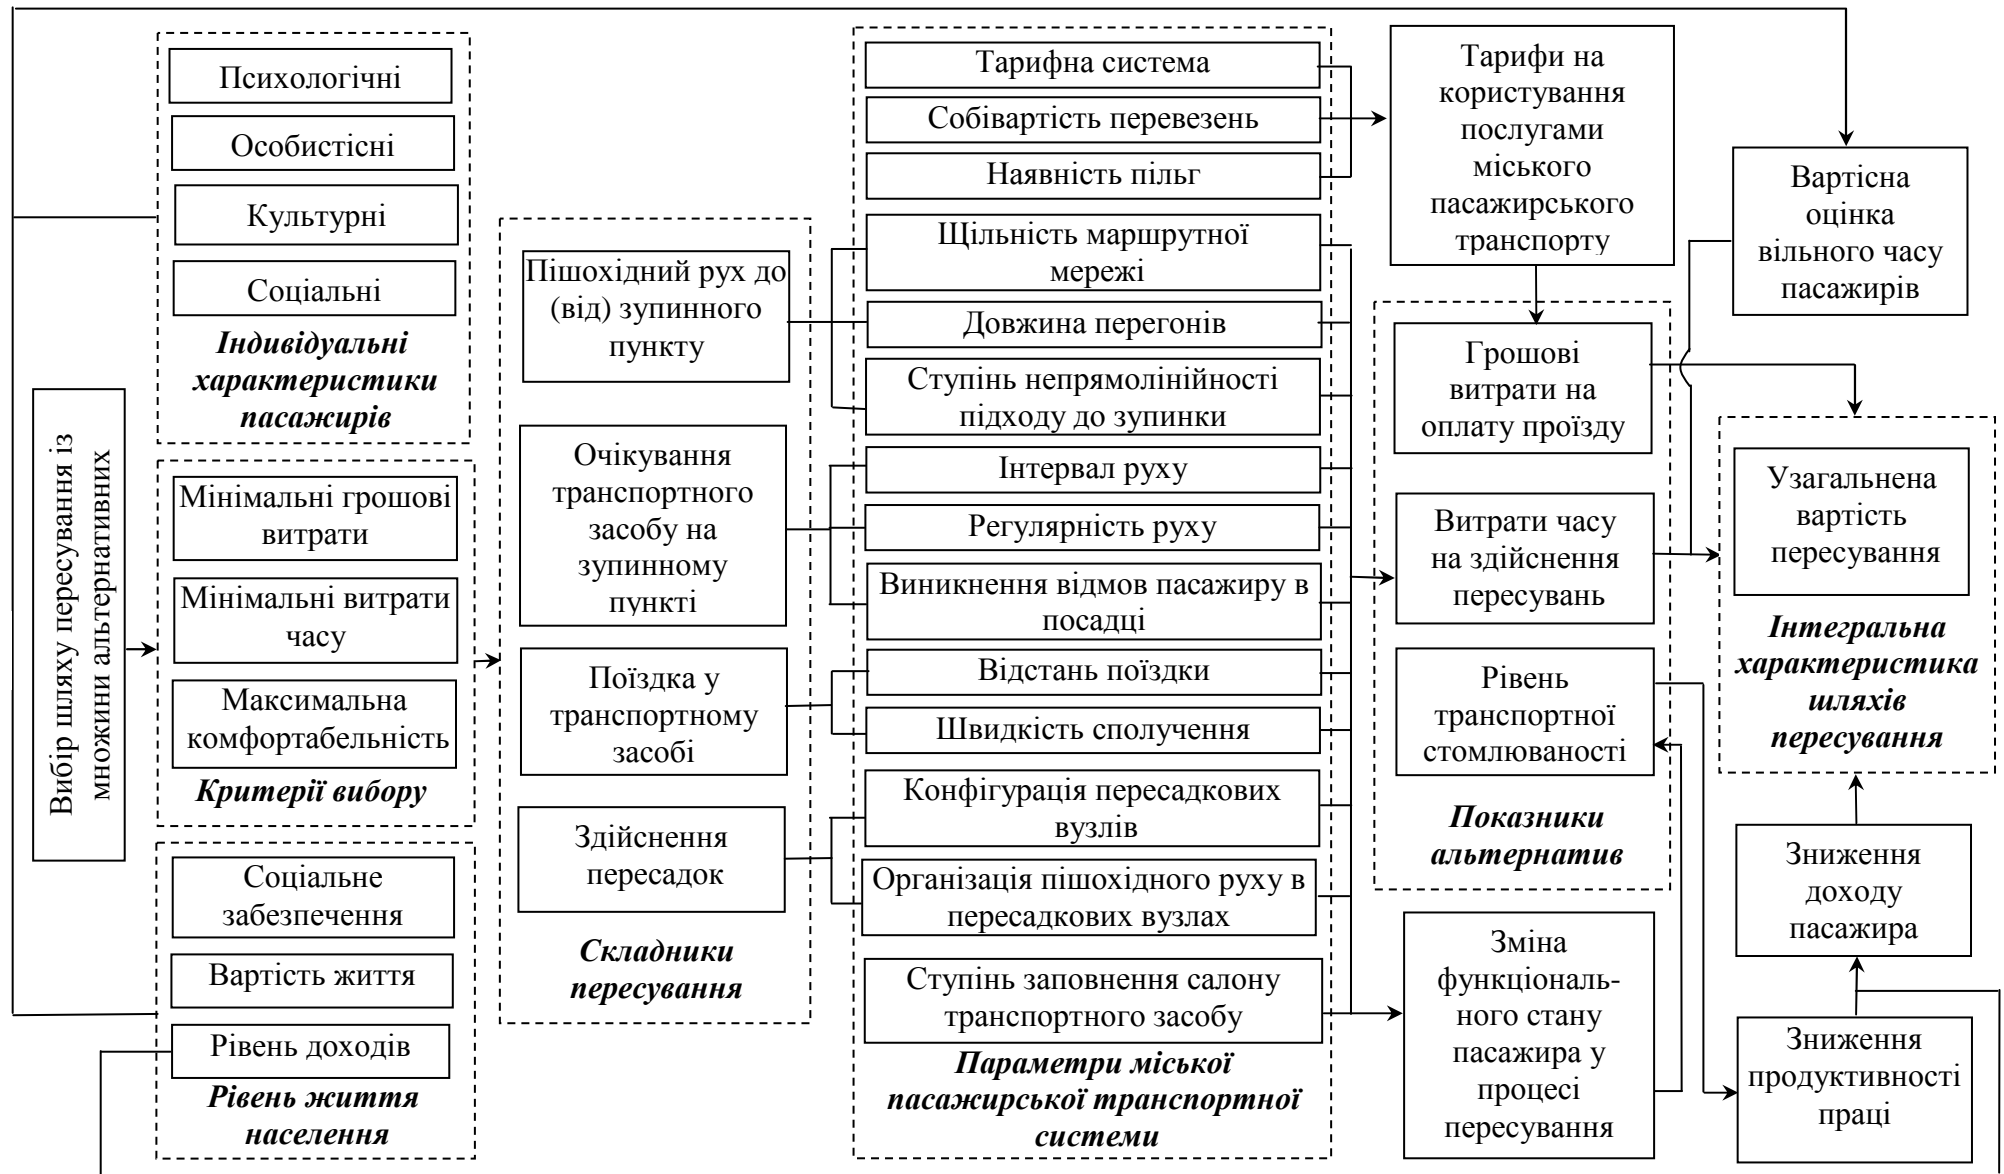 Вибір шляху пересування із
множини альтернативних
Психологічні
Особистісні
Культурні
Соціальні
Індивідуальні
характеристики
пасажирів
Мінімальні грошові
витрати
Мінімальні витрати
часу
Максимальна
комфортабельність
Критерії вибору
Соціальне
забезпечення
Вартість життя
Рівень доходів
Рівень життя
населення
Пішохідний рух до
(від) зупинного
пункту
Очікування
транспортного
засобу на
зупинному
пункті
Поїздка у
транспортному
засобі
Здійснення
пересадок
Складники
пересування
Тарифна система
Собівартість перевезень
Наявність пільг
Щільність маршрутної
мережі
Довжина перегонів
Ступінь непрямолінійності
підходу до зупинки
Інтервал руху
Регулярність руху
Виникнення відмов пасажиру в
посадці
Відстань поїздки
Швидкість сполучення
Конфігурація пересадкових
вузлів
Організація пішохідного руху в
пересадкових вузлах
Ступінь заповнення салону
транспортного засобу
Параметри міської
пасажирської транспортної
системи
Тарифи на
користування
послугами
міського
пасажирського
транспорту
Грошові
витрати на
оплату проїзду
Витрати часу
на здійснення
пересувань
Рівень
транспортної
стомлюваності
Показники
альтернатив
Зміна
функціональ-
ного стану
пасажира у
процесі
пересування
Вартісна
оцінка
вільного часу
пасажирів
Узагальнена
вартість
пересування
Інтегральна
характеристика
шляхів
пересування
Зниження
доходу
пасажира
Зниження
продуктивності
праці